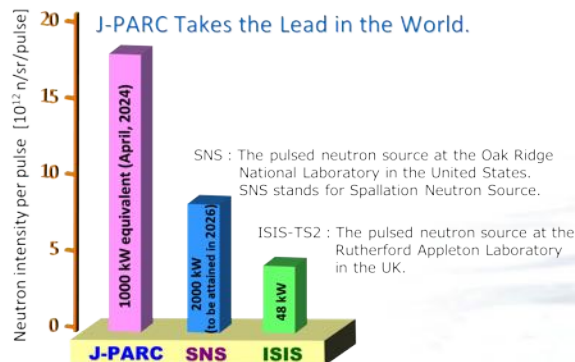 J-PARC Takes the Lead in the World.
Neutron intensity per pulse [10¹² n/sr/pulse]
20
15
10
5
0
1000 kW equivalent (April, 2024)
2000 kW
(to be attained in 2026)
48 kW
SNS : The pulsed neutron source at the Oak Ridge
National Laboratory in the United States.
SNS stands for Spallation Neutron Source.
ISIS-TS2 : The pulsed neutron source at the
Rutherford Appleton Laboratory
in the UK.
J-PARC SNS ISIS